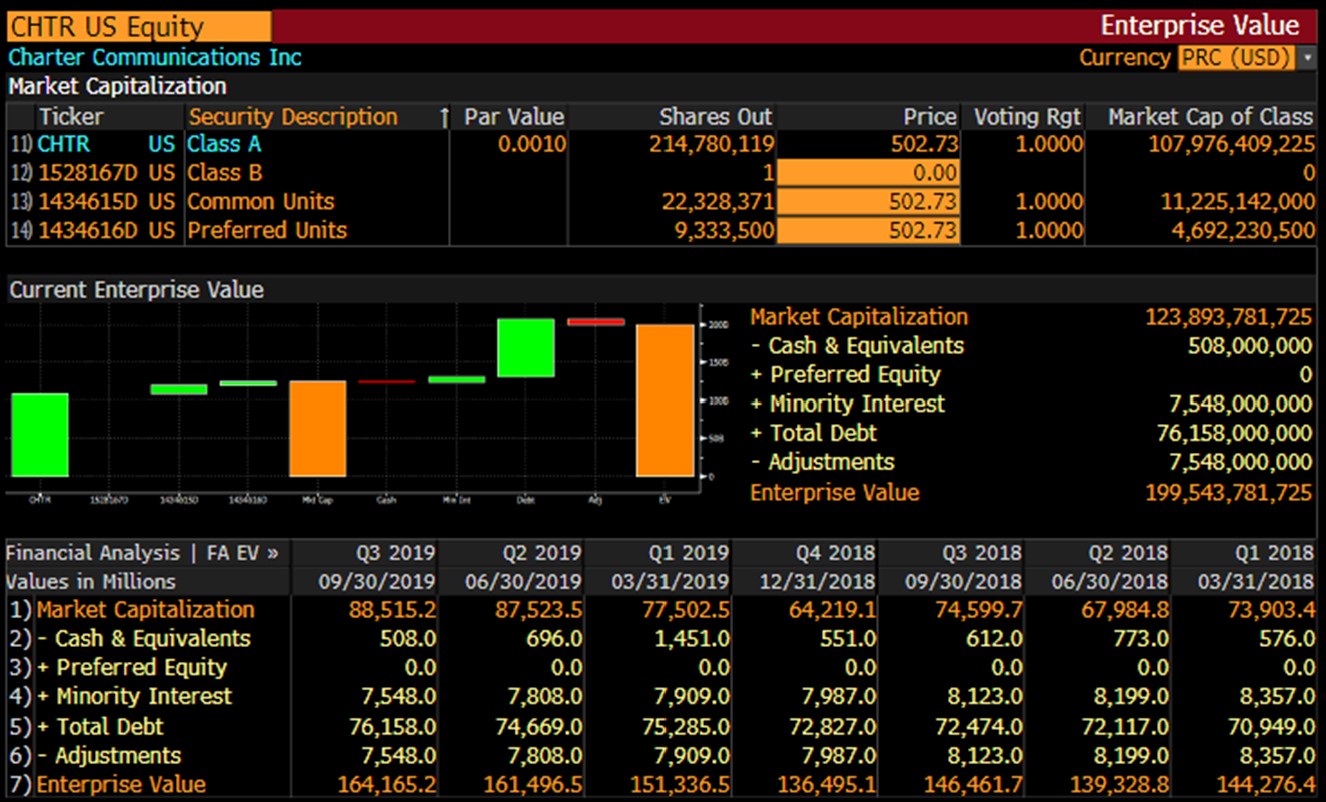 CHTR US Equity Enterprise Value
Charter Communications Inc Currency PRC (USD)
Market Capitalization
Ticker Security Description ↑ Par Value Shares Out Price Voting Rgt Market Cap of Class
11) CHTR US Class A 0.0010 214,780,119 502.73 1.0000 107,976,409,225
12) 1528167D US Class B 1 0.00 0
13) 1434615D US Common Units 22,328,371 502.73 1.0000 11,225,142,000
14) 1434616D US Preferred Units 9,333,500 502.73 1.0000 4,692,230,500
Current Enterprise Value
Market Capitalization 123,893,781,725
- Cash & Equivalents 508,000,000
+ Preferred Equity 0
+ Minority Interest 7,548,000,000
+ Total Debt 76,158,000,000
- Adjustments 7,548,000,000
Enterprise Value 199,543,781,725
200B
150B
100B
50B
0
CHTR 1528167D 1434615D 1434616D Mkt Cap Cash Min Int Debt Adj EV
Financial Analysis | FA EV » Q3 2019 Q2 2019 Q1 2019 Q4 2018 Q3 2018 Q2 2018 Q1 2018
Values in Millions 09/30/2019 06/30/2019 03/31/2019 12/31/2018 09/30/2018 06/30/2018 03/31/2018
1) Market Capitalization 88,515.2 87,523.5 77,502.5 64,219.1 74,599.7 67,984.8 73,903.4
2) - Cash & Equivalents 508.0 696.0 1,451.0 551.0 612.0 773.0 576.0
3) + Preferred Equity 0.0 0.0 0.0 0.0 0.0 0.0 0.0
4) + Minority Interest 7,548.0 7,808.0 7,909.0 7,987.0 8,123.0 8,199.0 8,357.0
5) + Total Debt 76,158.0 74,669.0 75,285.0 72,827.0 72,474.0 72,117.0 70,949.0
6) - Adjustments 7,548.0 7,808.0 7,909.0 7,987.0 8,123.0 8,199.0 8,357.0
7) Enterprise Value 164,165.2 161,496.5 151,336.5 136,495.1 146,461.7 139,328.8 144,276.4